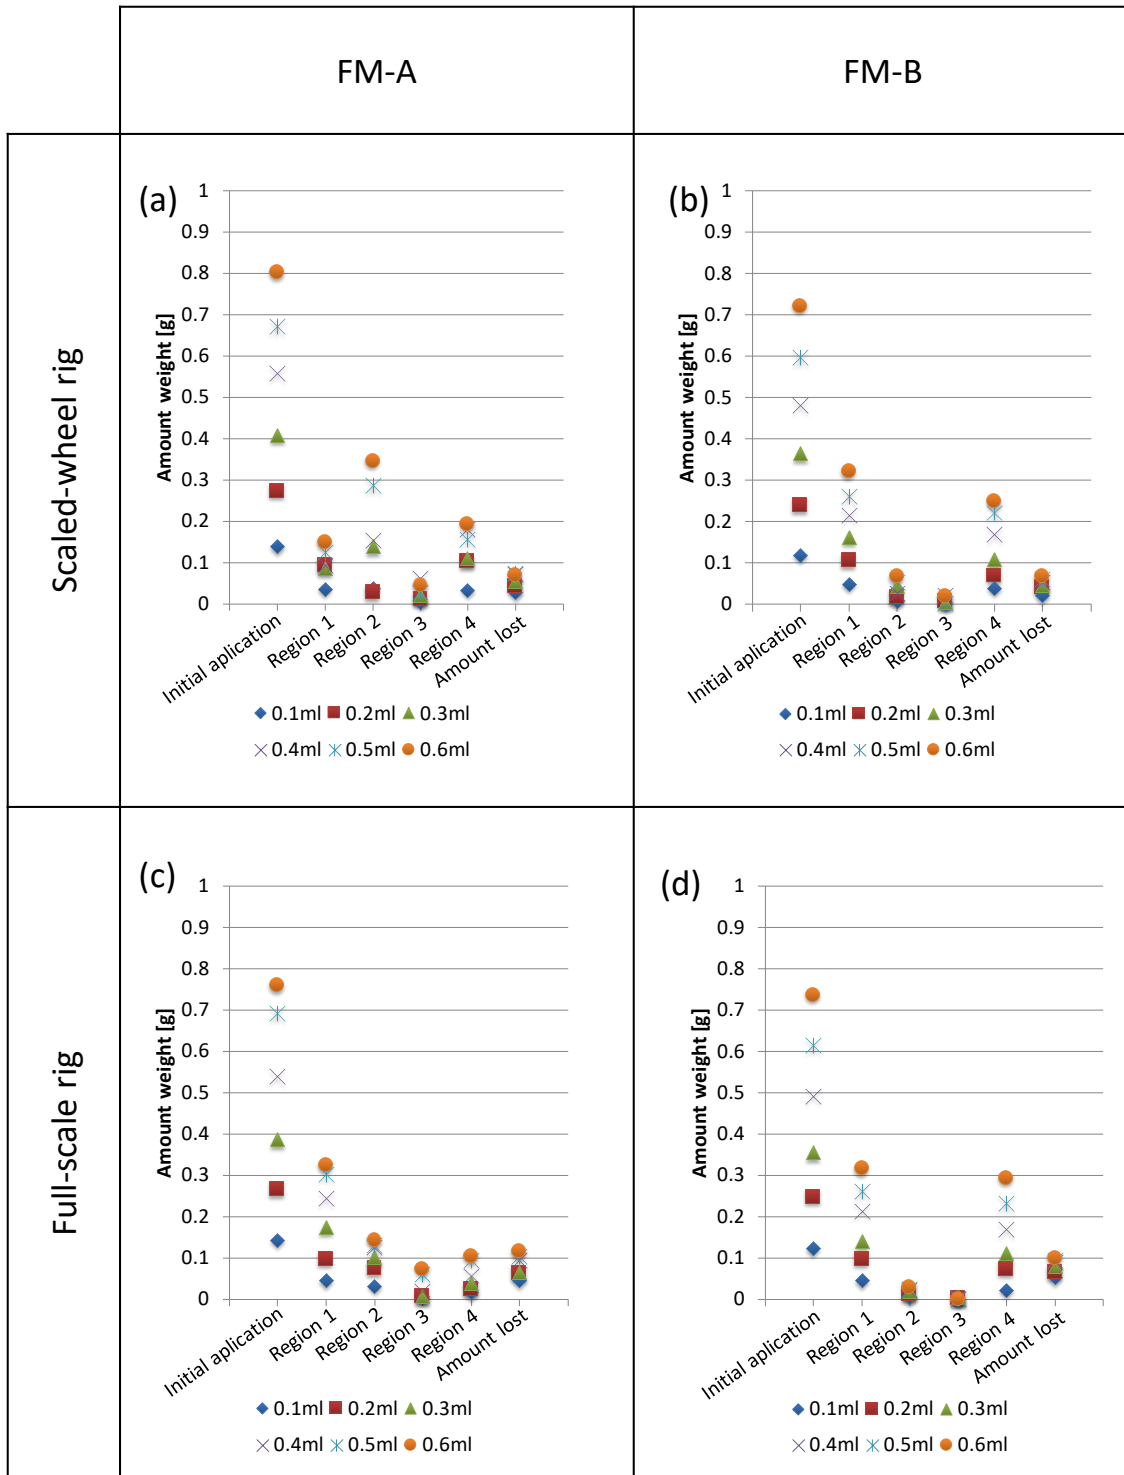 FM-A
FM-B
Scaled-wheel rig
(a)
Amount weight [g]
1
0.9
0.8
0.7
0.6
0.5
0.4
0.3
0.2
0.1
0
Initial aplication
Region 1
Region 2
Region 3
Region 4
Amount lost
0.1ml 0.2ml 0.3ml
0.4ml 0.5ml 0.6ml
(b)
Amount weight [g]
1
0.9
0.8
0.7
0.6
0.5
0.4
0.3
0.2
0.1
0
Initial aplication
Region 1
Region 2
Region 3
Region 4
Amount lost
0.1ml 0.2ml 0.3ml
0.4ml 0.5ml 0.6ml
Full-scale rig
(c)
Amount weight [g]
1
0.9
0.8
0.7
0.6
0.5
0.4
0.3
0.2
0.1
0
Initial aplication
Region 1
Region 2
Region 3
Region 4
Amount lost
0.1ml 0.2ml 0.3ml
0.4ml 0.5ml 0.6ml
(d)
Amount weight [g]
1
0.9
0.8
0.7
0.6
0.5
0.4
0.3
0.2
0.1
0
Initial aplication
Region 1
Region 2
Region 3
Region 4
Amount lost
0.1ml 0.2ml 0.3ml
0.4ml 0.5ml 0.6ml